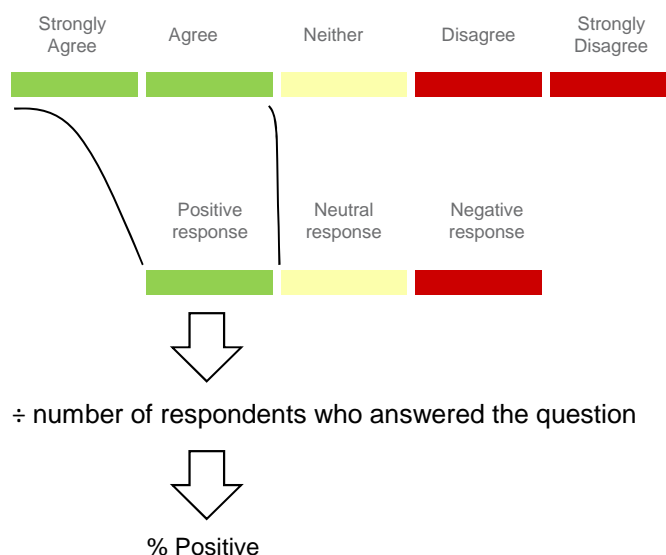 Strongly
Agree
Agree
Neither
Disagree
Strongly
Disagree
Positive
response
Neutral
response
Negative
response
÷ number of respondents who answered the question
% Positive